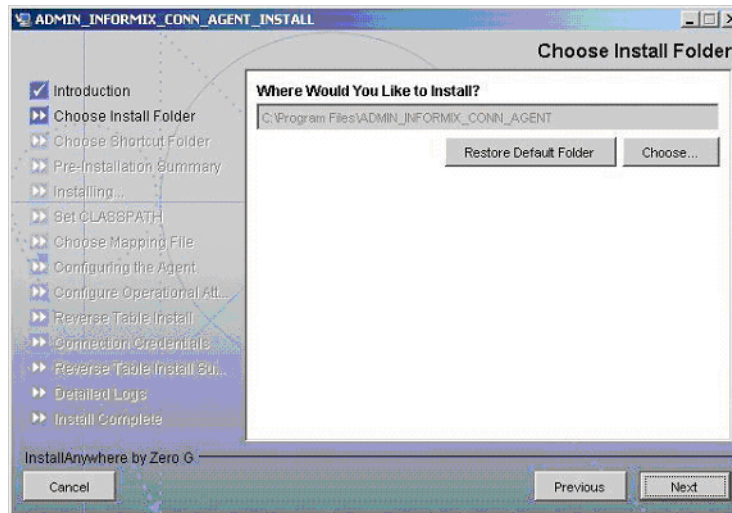 ADMIN_INFORMIX_CONN_AGENT_INSTALL
Choose Install Folder
Introduction
Choose Install Folder
Choose Shortcut Folder
Pre-Installation Summary
Installing...
Set CLASSPATH
Choose Mapping File
Configuring the Agent
Configure Operational Att...
Reverse Table Install
Connection Credentials
Reverse Table Install Su...
Detailed Logs
Install Complete
Where Would You Like to Install?
C:\Program Files\ADMIN_INFORMIX_CONN_AGENT
Restore Default Folder
Choose...
InstallAnywhere by Zero G
Cancel
Previous
Next